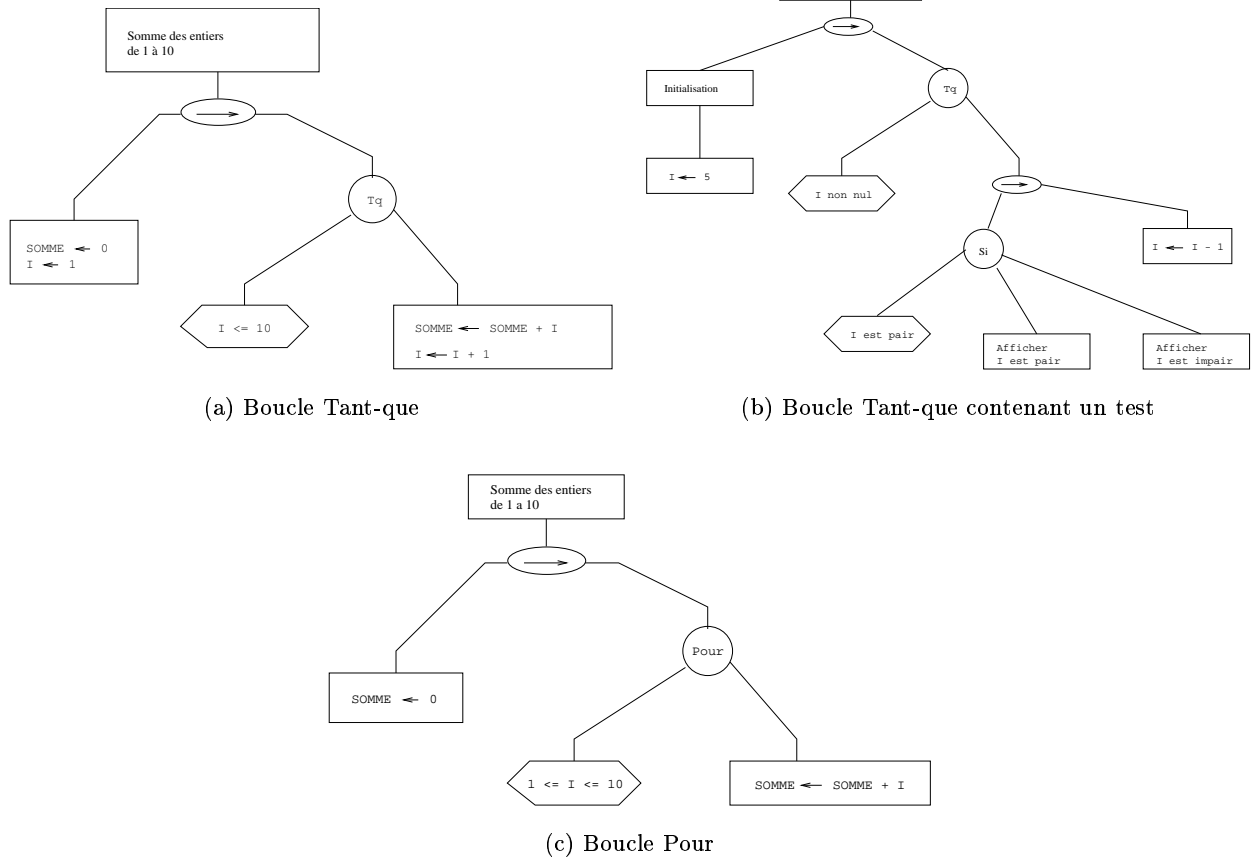 Somme des entiers
de 1 à 10
Tq
SOMME ← 0
I ← 1
I <= 10
SOMME ← SOMME + I
I ← I + 1
(a) Boucle Tant-que
Initialisation
Tq
I ← 5
I non nul
Si
I ← I - 1
I est pair
Afficher
I est pair
Afficher
I est impair
(b) Boucle Tant-que contenant un test
Somme des entiers
de 1 a 10
Pour
SOMME ← 0
1 <= I <= 10
SOMME ← SOMME + I
(c) Boucle Pour